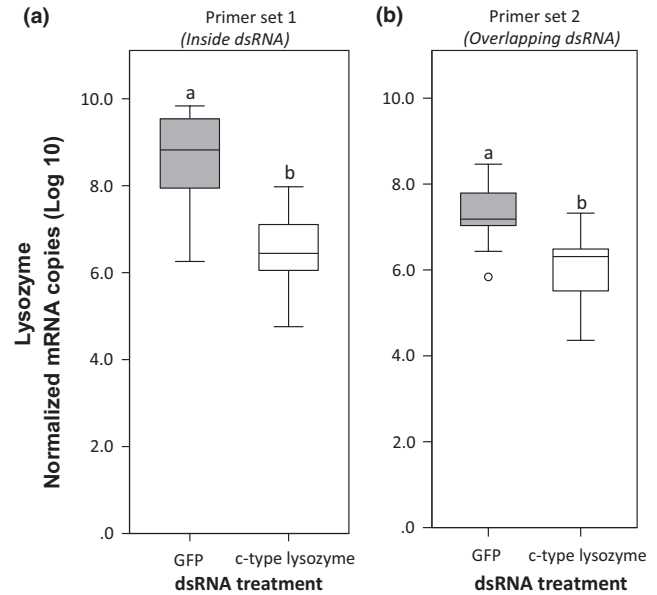 (a)
Primer set 1
(Inside dsRNA)
Lysozyme
Normalized mRNA copies (Log 10)
10.0
8.0
6.0
4.0
2.0
.0
a
b
GFP
c-type lysozyme
dsRNA treatment
(b)
Primer set 2
(Overlapping dsRNA)
10.0
8.0
6.0
4.0
2.0
.0
a
b
GFP
c-type lysozyme
dsRNA treatment